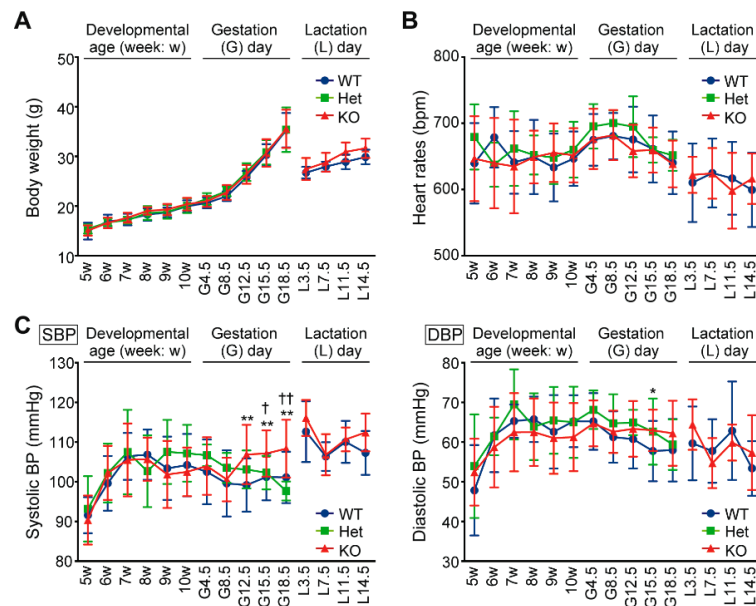 A
Developmental age (week: w)
Gestation (G) day
Lactation (L) day
Body weight (g)
50
40
30
20
10
WT
Het
KO
5w 6w 7w 8w 9w 10w G4.5 G8.5 G12.5 G15.5 G18.5 L3.5 L7.5 L11.5 L14.5
B
Developmental age (week: w)
Gestation (G) day
Lactation (L) day
Heart rates (bpm)
800
700
600
500
WT
Het
KO
5w 6w 7w 8w 9w 10w G4.5 G8.5 G12.5 G15.5 G18.5 L3.5 L7.5 L11.5 L14.5
C
SBP
Developmental age (week: w)
Gestation (G) day
Lactation (L) day
Systolic BP (mmHg)
130
120
110
100
90
80
**
†
**
††
**
WT
Het
KO
5w 6w 7w 8w 9w 10w G4.5 G8.5 G12.5 G15.5 G18.5 L3.5 L7.5 L11.5 L14.5
DBP
Developmental age (week: w)
Gestation (G) day
Lactation (L) day
Diastolic BP (mmHg)
80
70
60
50
40
30
*
WT
Het
KO
5w 6w 7w 8w 9w 10w G4.5 G8.5 G12.5 G15.5 G18.5 L3.5 L7.5 L11.5 L14.5